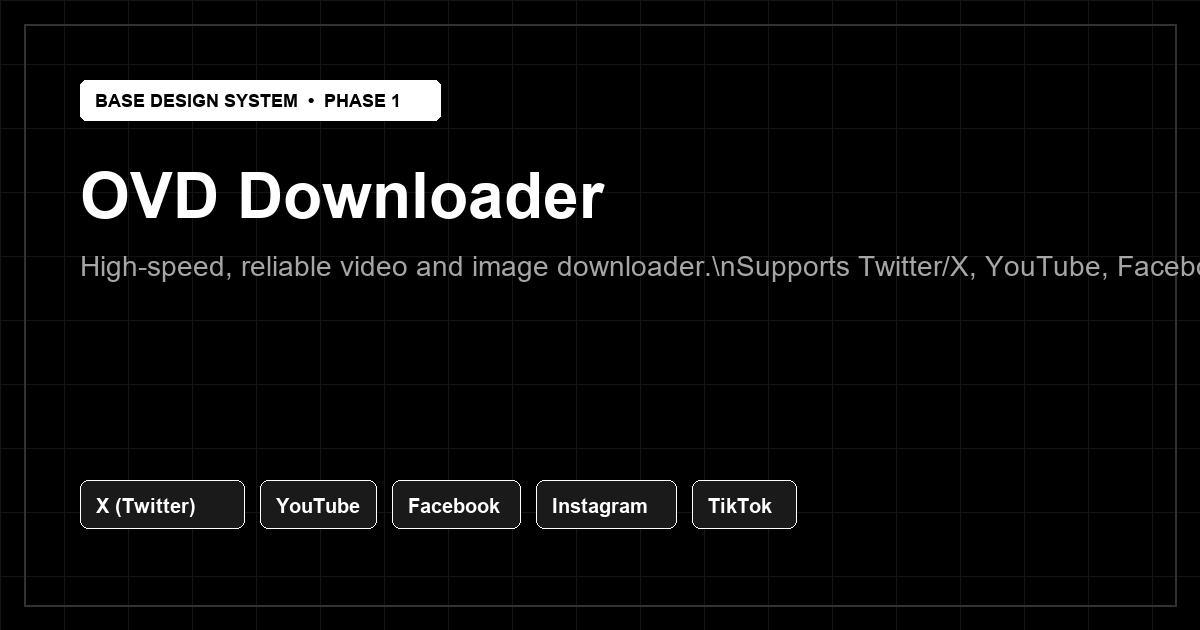 BASE DESIGN SYSTEM • PHASE 1
OVD Downloader
High-speed, reliable video and image downloader.\nSupports Twitter/X, YouTube,
X (Twitter)
YouTube
Facebook
Instagram
TikTok